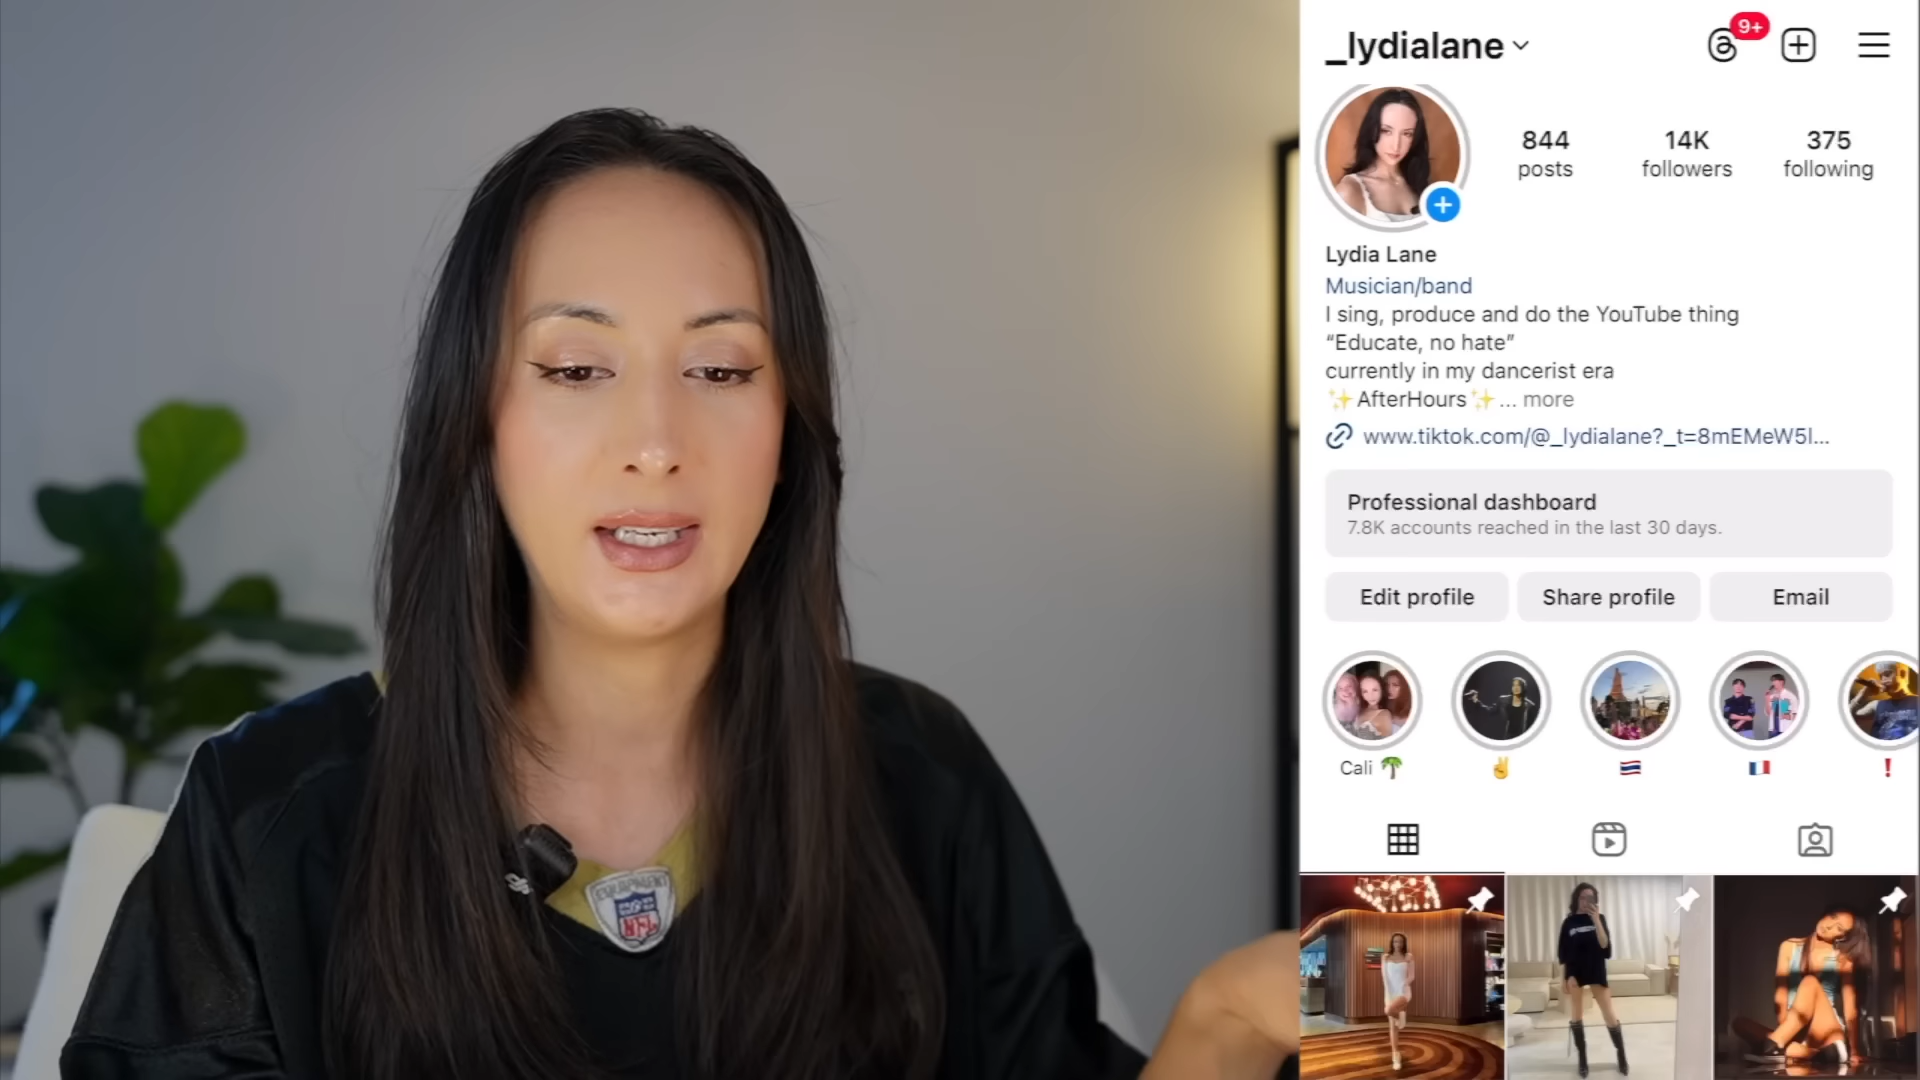 _lydialane
9+
844
posts
14K
followers
375
following
Lydia Lane
Musician/band
I sing, produce and do the YouTube thing
“Educate, no hate”
currently in my dancerist era
✨AfterHours✨... more
www.tiktok.com/@_lydialane?_t=8mEMeW5l...
Professional dashboard
7.8K accounts reached in the last 30 days.
Edit profile
Share profile
Email
Cali 🌴
✌️
🇹🇭
🇫🇷
❗
EQUIPMENT
NFL